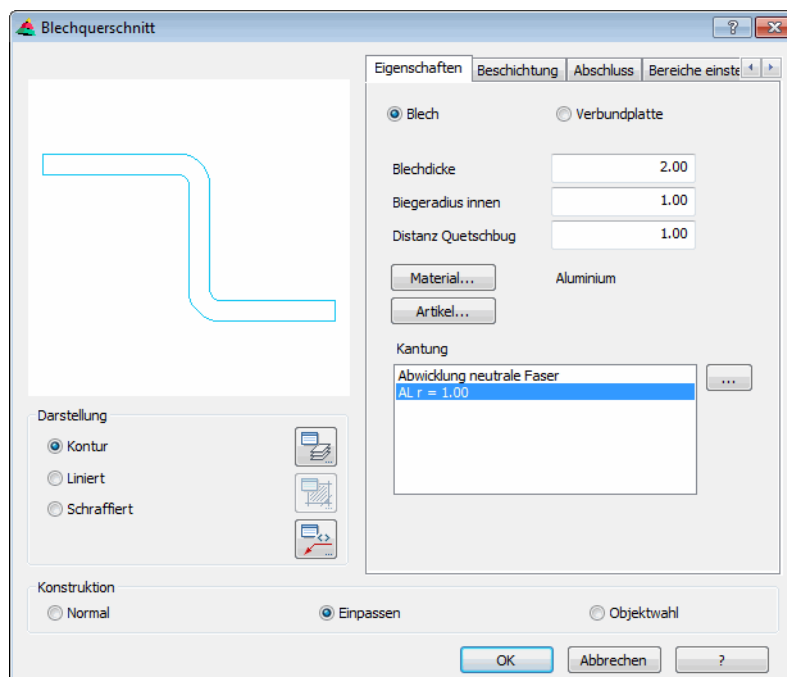 Blechquerschnitt
?
Eigenschaften Beschichtung Abschluss Bereiche einste
Blech Verbundplatte
Blechdicke 2.00
Biegeradius innen 1.00
Distanz Quetschbug 1.00
Material... Aluminium
Artikel...
Kantung
Abwicklung neutrale Faser
...
AL r = 1.00
Darstellung
Kontur
Liniert
Schraffiert
Konstruktion
Normal Einpassen Objektwahl
OK Abbrechen ?